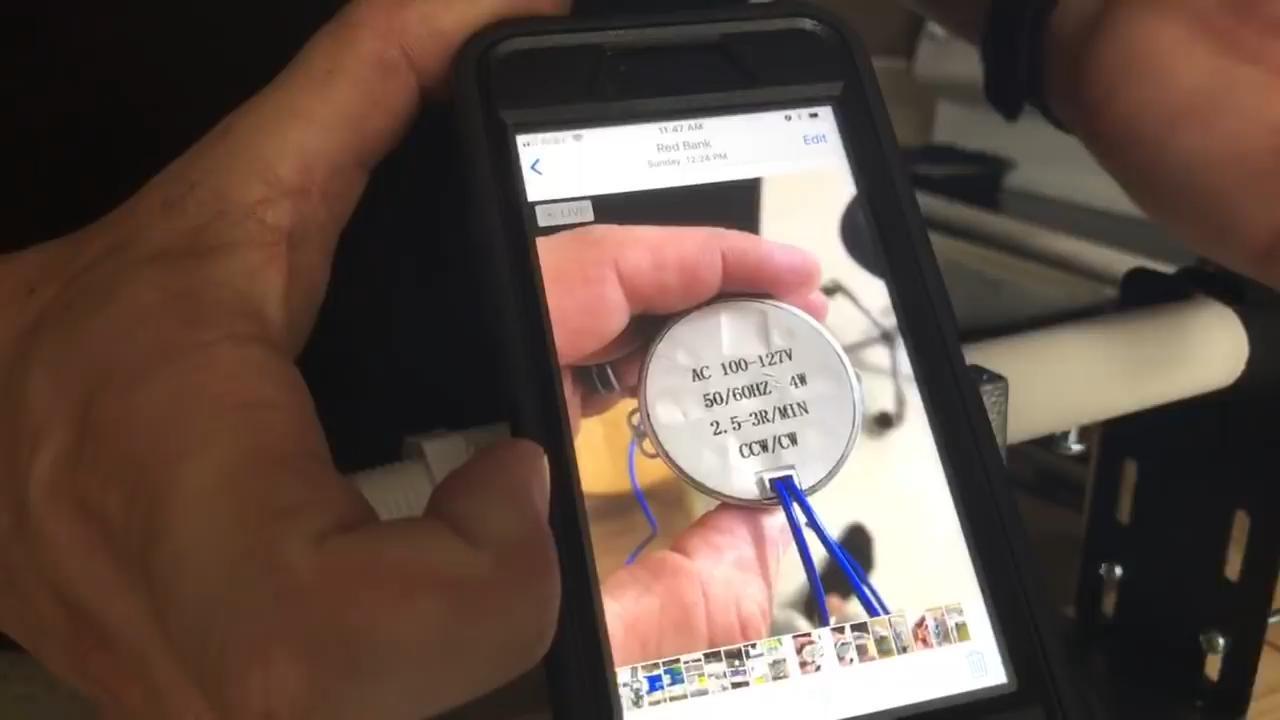 11:47 AM
Red Bank
Edit
Sunday 12:24 PM
LIVE
AC 100-127V
50/60HZ 4W
2.5-3R/MIN
CCW/CW